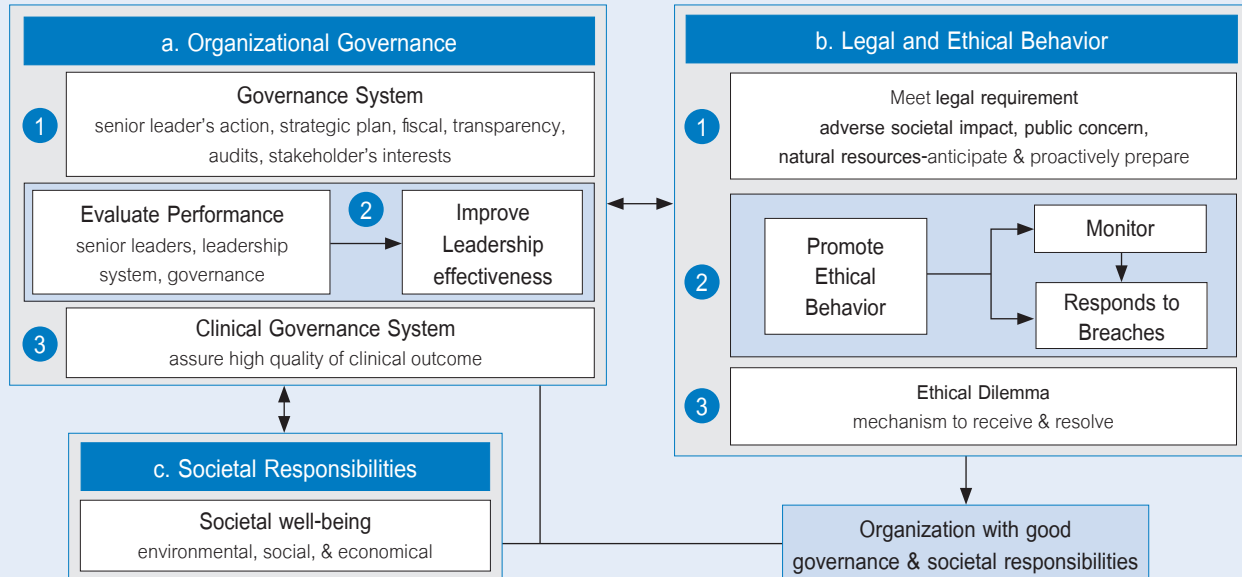 a. Organizational Governance
1
Governance System
senior leader's action, strategic plan, fiscal, transparency,
audits, stakeholder's interests
Evaluate Performance
senior leaders, leadership
system, governance
2
Improve
Leadership
effectiveness
3
Clinical Governance System
assure high quality of clinical outcome
b. Legal and Ethical Behavior
1
Meet legal requirement
adverse societal impact, public concern,
natural resources-anticipate & proactively prepare
2
Promote
Ethical
Behavior
Monitor
Responds to
Breaches
3
Ethical Dilemma
mechanism to receive & resolve
c. Societal Responsibilities
Societal well-being
environmental, social, & economical
Organization with good
governance & societal responsibilities